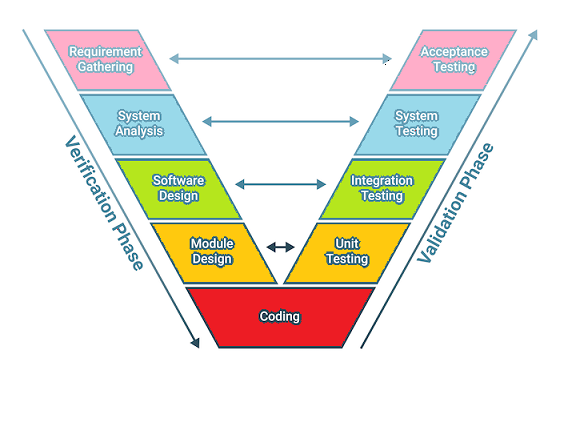 Requirement
Gathering
Acceptance
Testing
System
Analysis
System
Testing
Verification Phase
Validation Phase
Software
Design
Integration
Testing
Module
Design
Unit
Testing
Coding